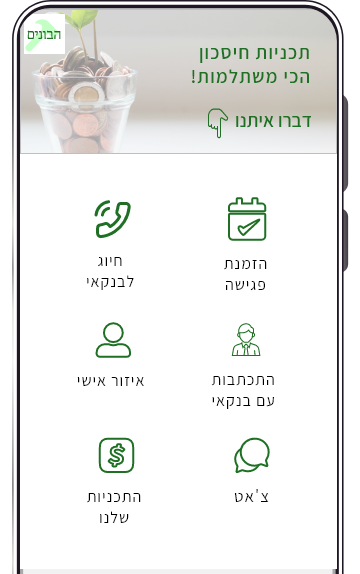 הבונים
תכניות חיסכון
הכי משתלמות!
דברו איתנו
הזמנת
פגישה
חיוג
לבנקאי
התכתבות
עם בנקאי
איזור אישי
צ'אט
התכניות
שלנו